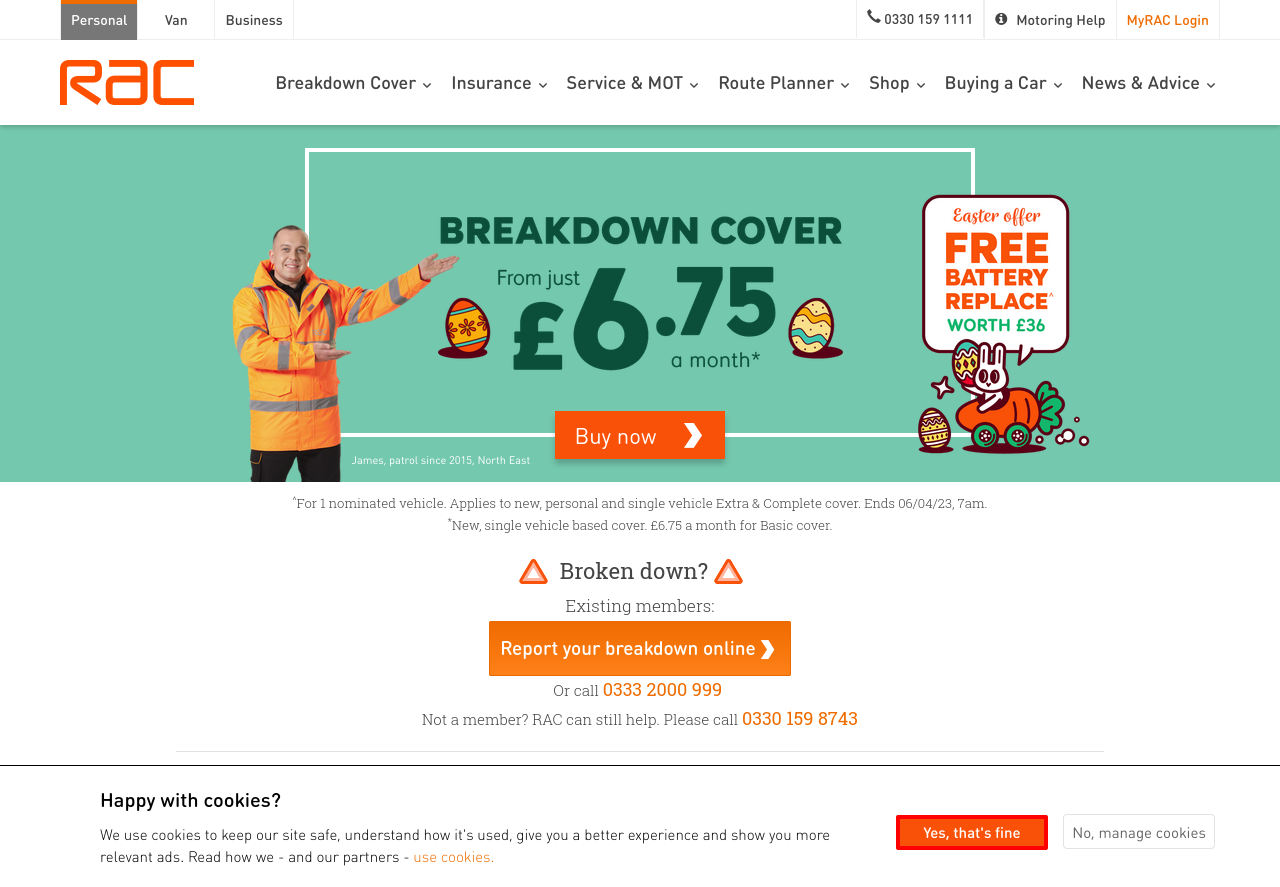 Personal
Van
Business
0330 159 1111
Motoring Help
MyRAC Login
RAC
Breakdown Cover
Insurance
Service & MOT
Route Planner
Shop
Buying a Car
News & Advice
BREAKDOWN COVER
From just
£6.75
a month*
Easter offer
FREE
BATTERY
REPLACE^
WORTH £36
Buy now
James, patrol since 2015, North East
^For 1 nominated vehicle. Applies to new, personal and single vehicle Extra & Complete cover. Ends 06/04/23, 7am.
*New, single vehicle based cover. £6.75 a month for Basic cover.
Broken down?
Existing members:
Report your breakdown online
Or call 0333 2000 999
Not a member? RAC can still help. Please call 0330 159 8743
Happy with cookies?
We use cookies to keep our site safe, understand how it's used, give you a better experience and show you more
relevant ads. Read how we - and our partners - use cookies.
Yes, that's fine
No, manage cookies